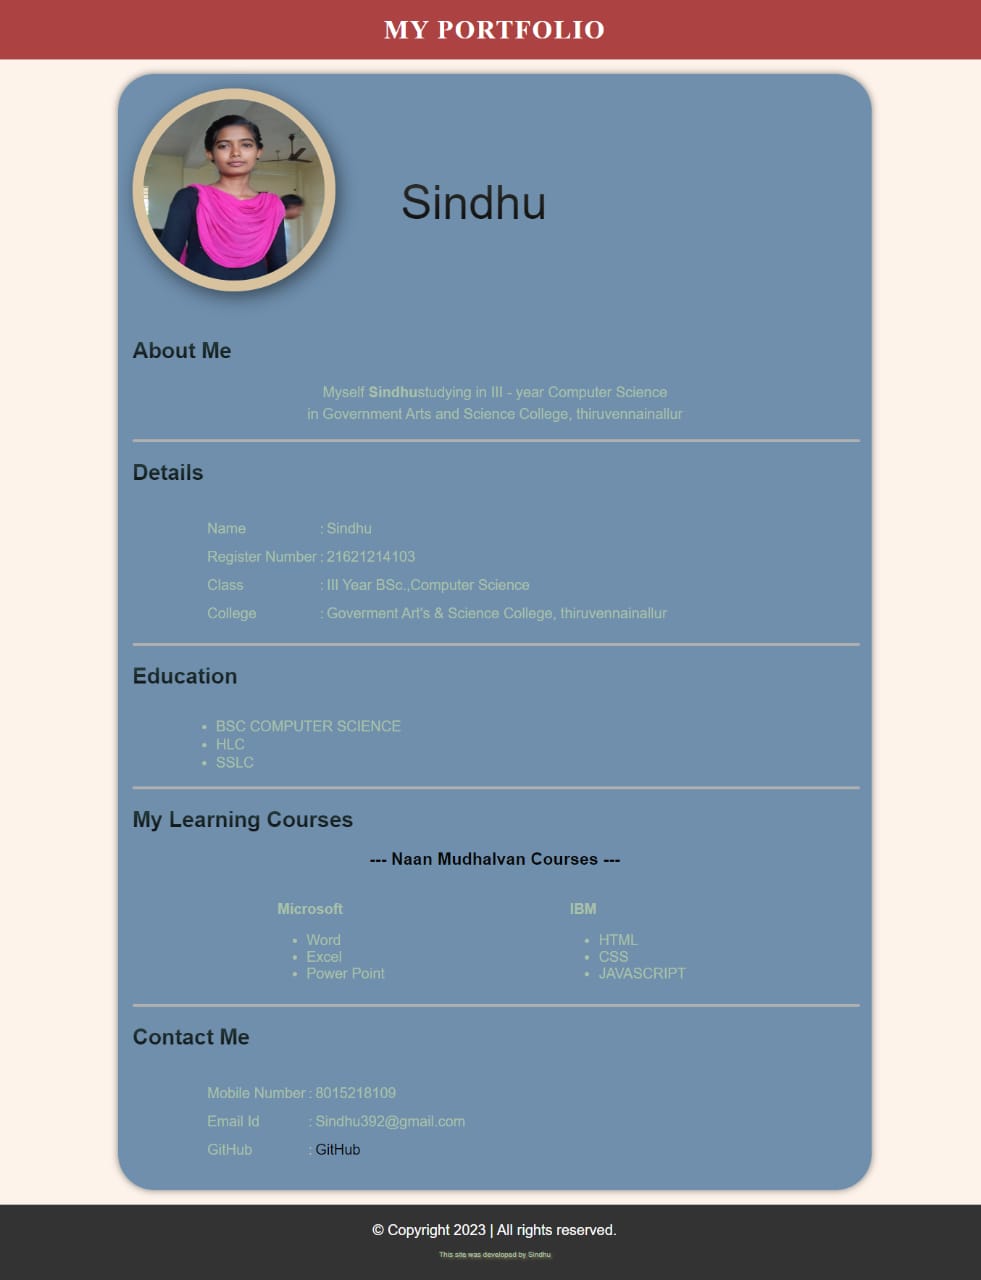 MY PORTFOLIO
Sindhu
About Me
Myself Sindhustudying in III - year Computer Science
in Government Arts and Science College, thiruvennainallur
Details
Name : Sindhu
Register Number : 21621214103
Class : III Year BSc.,Computer Science
College : Goverment Art's & Science College, thiruvennainallur
Education
• BSC COMPUTER SCIENCE
• HLC
• SSLC
My Learning Courses
--- Naan Mudhalvan Courses ---
Microsoft
• Word
• Excel
• Power Point
IBM
• HTML
• CSS
• JAVASCRIPT
Contact Me
Mobile Number : 8015218109
Email Id : Sindhu392@gmail.com
GitHub : GitHub
© Copyright 2023 | All rights reserved.
This site was developed by Sindhu